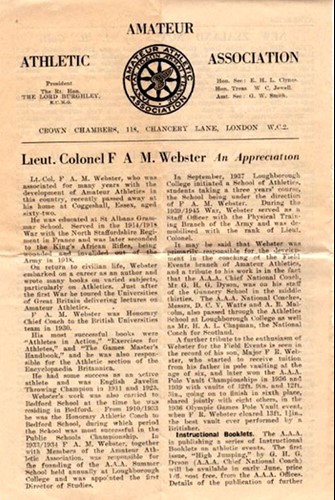 AMATEUR
ATHLETIC ASSOCIATION
AMATEUR ATHLETIC ASSOCIATION
President
The Rt. Hon.
THE LORD BURGHLEY,
K.C.M.G.
Hon. Sec: E. H. L. Clynes.
Hon. Treas W. C. Jewell.
Asst. Sec: G. W. Smith.
CROWN CHAMBERS, 118, CHANCERY LANE, LONDON W.C.2.
Lieut. Colonel F A M. Webster An Appreciation
Lt.-Col. F A M. Webster, who was
associated for many years with the
development of Amateur Athletics in
this country, recently passed away at
his home at Coggeshall, Essex, aged
sixty-two.
He was educated at St Albans Gram-
mar School. Served in the 1914/1918
War with the North Staffordshire Regi-
ment in France and was later seconded
to the King's African Rifles, being
wounded and invalided out of the
Army in 1918.
On return to civilian life, Webster
embarked on a career as an author and
wrote many books on varied subjects,
particularly on Athletics. Just after
the first War he toured the Universities
of Great Britain delivering lectures on
Amateur Athletics.
F A M. Webster was Honorary
Chief Coach to the British Universities
team in 1930.
His most successful books were
"Athletes in Action," "Exercises for
Athletes," and "The Games Master's
Handbook," and he was also respon-
sible for the Athletic section of the
Encyclopædia Britannica.
He had some success as an active
athlete and was English Javelin
Throwing Champion in 1911 and 1923.
Webster's work was also carried to
Bedford School at the time he was
residing in Bedford. From 1910/1933
he was the Honorary Athletic Coach to
Bedford School, during which period
the School was most successful in the
Public Schools Championship. In
1933/1934 F A M. Webster, together
with Members of the Amateur Ath-
letic Association, was responsible for
the founding of the A.A.A. Summer
School held annually at Loughborough
College and was appointed the first
Director of Studies.
In September, 1937 Loughborough
College initiated a School of Athletics,
students taking a three years' course,
the School being under the direction
of F A M. Webster. During the
1939/1945 War, Webster served as a
Staff Officer with the Physical Train-
ing Branch of the Army and was de-
mobilised with the rank of Lieut.
Colonel.
It may be said that Webster was
responsible for the develop-
ment in the coaching of the Field
Events branch of Amateur Athletics,
and a tribute to his work is in the fact
that the A.A.A. Chief National Coach,
Mr G. H. G. Dyson, was on his staff
of the Gunnery School in the middle
thirties. The A.A.A. National Coaches,
Messrs. D. C. V Watts and A. R. Mal-
colm, also passed through the Athletics
School at Loughborough College as well
as Mr. H. A. L. Chapman, the National
Coach for Scotland.
A further tribute to the enthusiasm of
Webster for the Field Events is seen in
the record of his son, Major F R. Web-
ster, who started to receive tuition
from his father in pole vaulting at the
age of six, and later won the A.A.A.
Pole Vault Championships in 1936 and
1939 with vaults of 12ft. 6in. and 12ft.
going on to finish in sixth place,
shared jointly with eight others, in the
1936 Olympic Games Pole Vault event,
when F R. Webster cleared
the best vault ever performed by a
Britisher.
Instructional Booklets. The A.A.A.
is publishing a series of Instructional
Booklets on athletic events. The first
issue, "High Jumping," by G. H. G.
Dyson (A.A.A. Chief National Coach)
will be available in early June, price
post free, from the A.A.A. Offices.
Details of the publication of further